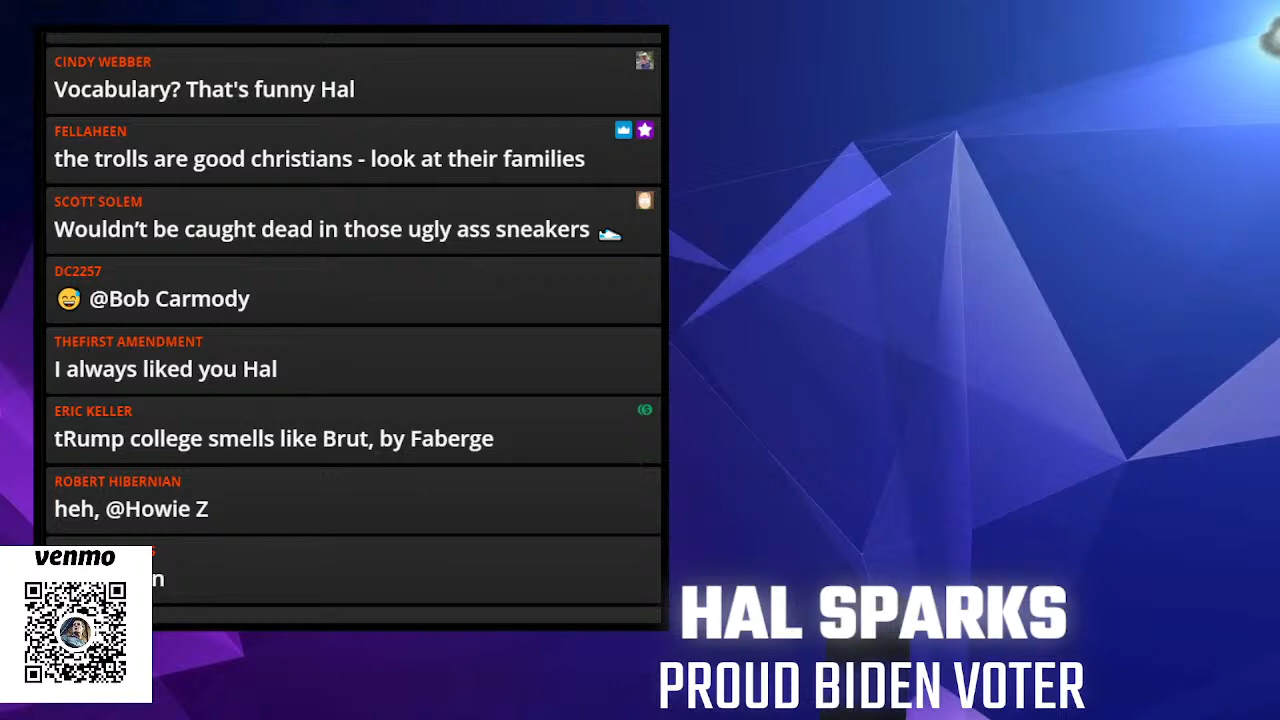 CINDY WEBBER
Vocabulary? That's funny Hal
FELLAHEEN
the trolls are good christians - look at their families
SCOTT SOLEM
Wouldn't be caught dead in those ugly ass sneakers 👟
DC2257
😅 @Bob Carmody
THEFIRST AMENDMENT
I always liked you Hal
ERIC KELLER
tRump college smells like Brut, by Faberge
ROBERT HIBERNIAN
heh, @Howie Z
venmo
HAL SPARKS
PROUD BIDEN VOTER